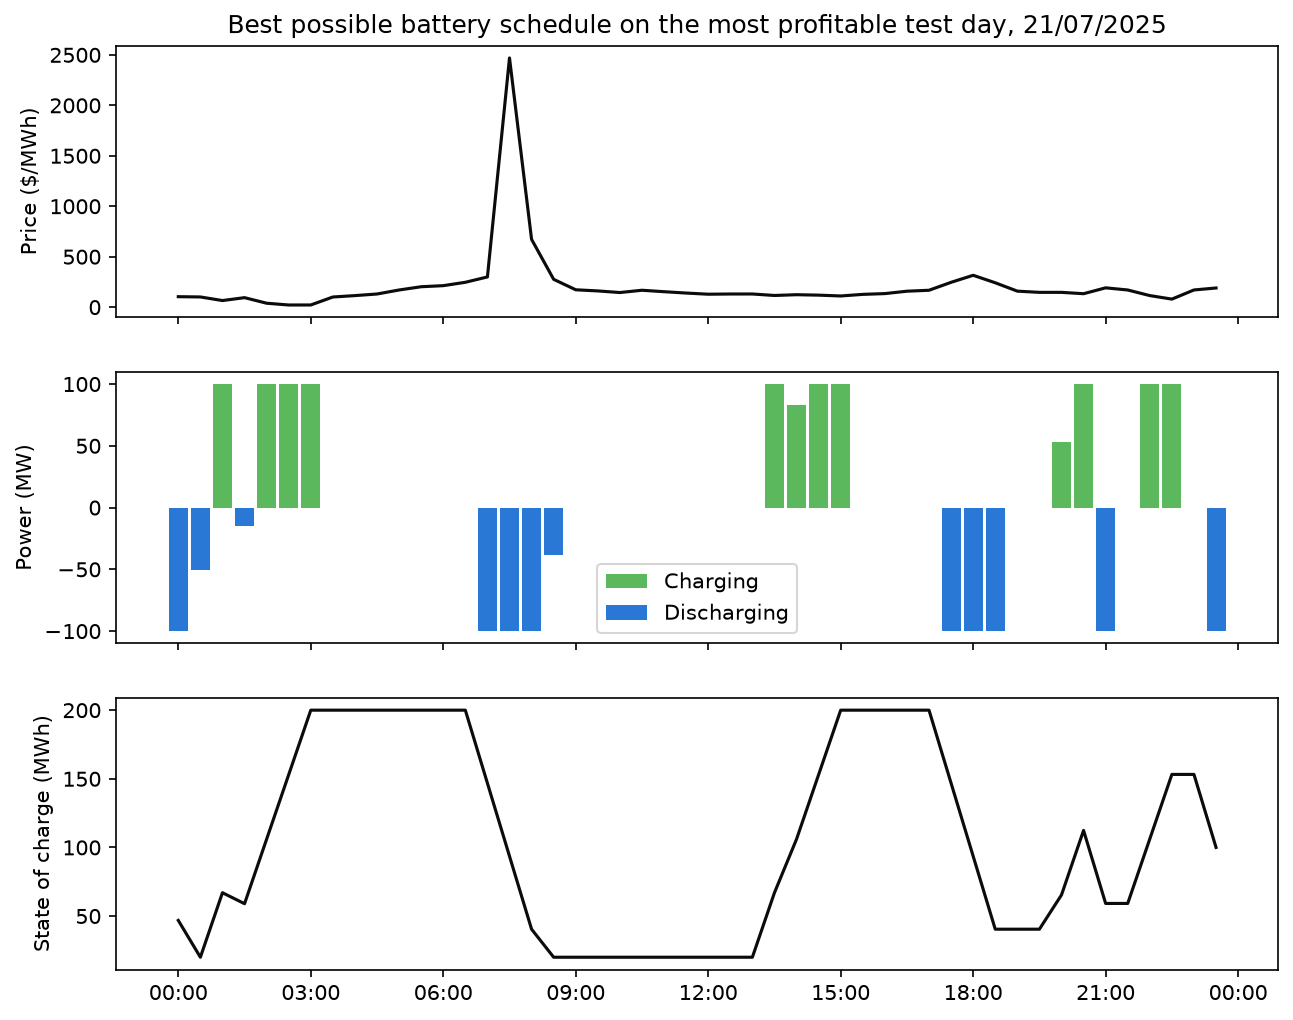 Best possible battery schedule on the most profitable test day, 21/07/2025
Price ($/MWh)
2500
2000
1500
1000
500
0
Power (MW)
100
50
0
−50
−100
Charging
Discharging
State of charge (MWh)
200
150
100
50
00:00 03:00 06:00 09:00 12:00 15:00 18:00 21:00 00:00